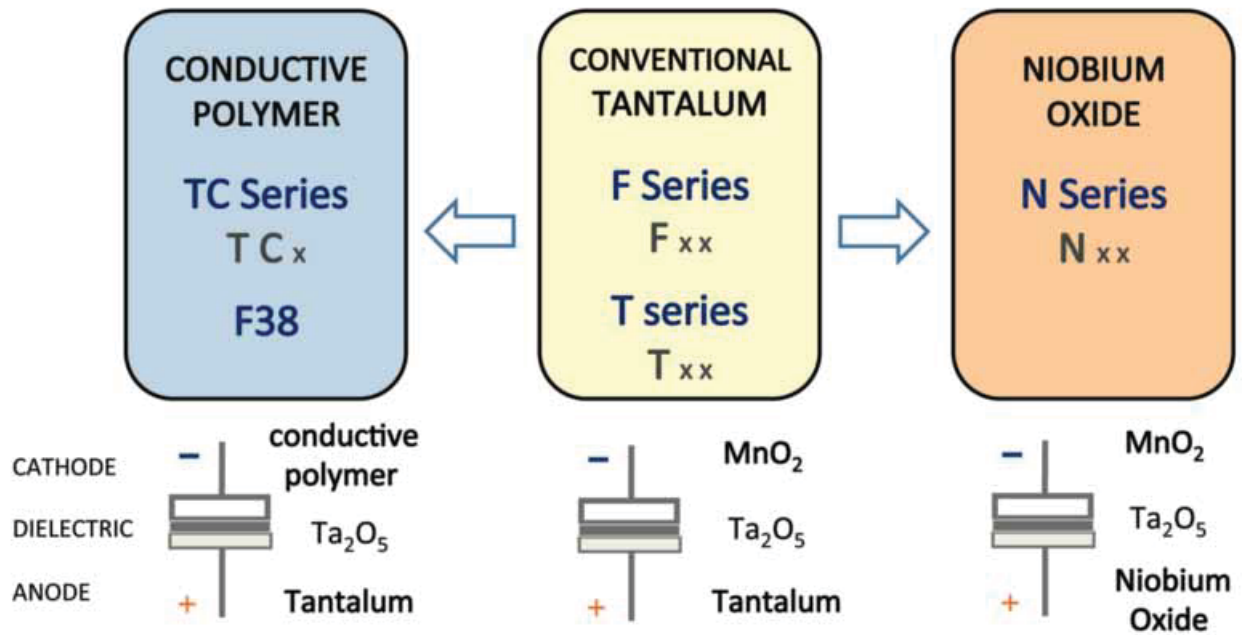 CONDUCTIVE
POLYMER
TC Series
T C x
F38
CONVENTIONAL
TANTALUM
F Series
F x x
T series
T x x
NIOBIUM
OXIDE
N Series
N x x
CATHODE
DIELECTRIC
ANODE
−
conductive
polymer
Ta₂O₅
+
Tantalum
−
MnO₂
Ta₂O₅
+
Tantalum
−
MnO₂
Ta₂O₅
+
Niobium
Oxide